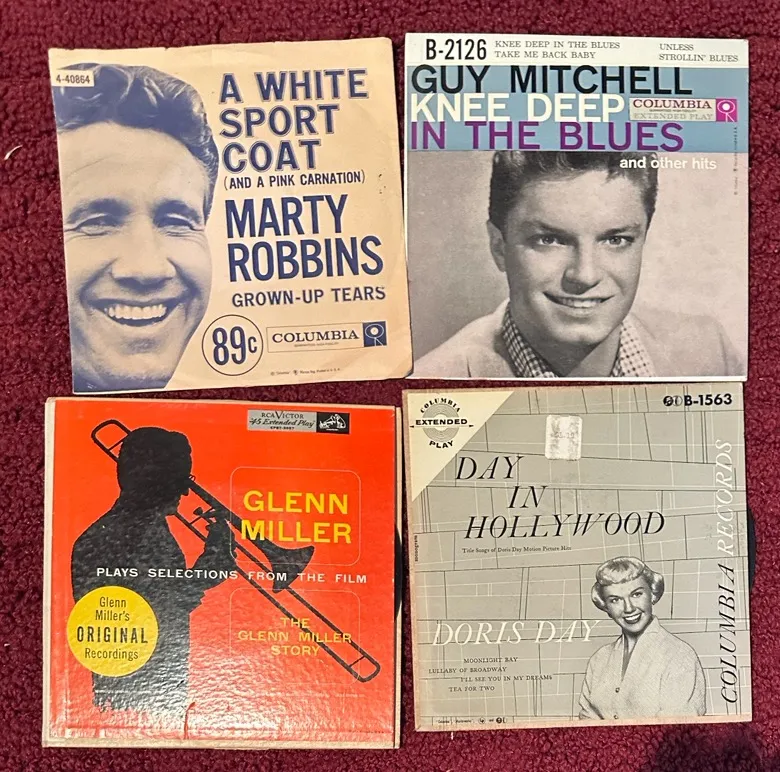 4-40864
A WHITE
SPORT
COAT
(AND A PINK CARNATION)
MARTY
ROBBINS
GROWN-UP TEARS
89c
COLUMBIA
B-2126
KNEE DEEP IN THE BLUES
TAKE ME BACK BABY
UNLESS
STROLLIN' BLUES
GUY MITCHELL
KNEE DEEP
COLUMBIA
EXTENDED PLAY
IN THE BLUES
and other hits
RCA VICTOR
45 Extended Play
GLENN
MILLER
PLAYS SELECTIONS FROM THE FILM
THE
GLENN MILLER
STORY
Glenn
Miller's
ORIGINAL
Recordings
COLUMBIA
EXTENDED
PLAY
B-1563
DAY
IN
HOLLYWOOD
Title Songs of Doris Day Motion Picture Hits
DORIS DAY
MOONLIGHT BAY
LULLABY OF BROADWAY
I'LL SEE YOU IN MY DREAMS
TEA FOR TWO
COLUMBIA RECORDS